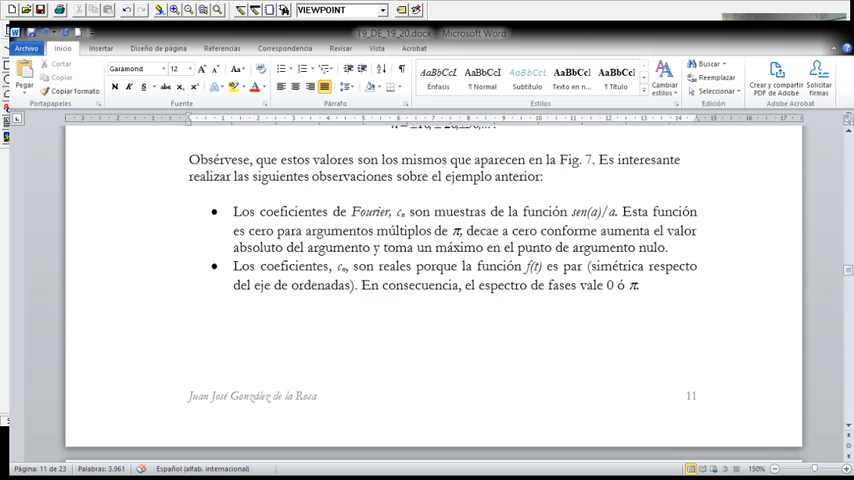 VIEWPOINT
T9_DE_19_20.docx - Microsoft Word
Archivo Inicio Insertar Diseño de página Referencias Correspondencia Revisar Vista Acrobat
Pegar
Cortar
Copiar
Copiar formato
Portapapeles
Garamond 12
Fuente
Párrafo
AaBbCcI AaBbCcI AaBbCcI AaBbCcI AaBbCcI
Énfasis ¶ Normal Subtítulo Texto en n... ¶ Título
Cambiar estilos
Estilos
Buscar
Reemplazar
Seleccionar
Edición
Crear y compartir PDF de Adobe
Solicitar firmas
Adobe Acrobat
Obsérvese, que estos valores son los mismos que aparecen en la Fig. 7. Es interesante
realizar las siguientes observaciones sobre el ejemplo anterior:
• Los coeficientes de Fourier, cn son muestras de la función sen(a)/a. Esta función
es cero para argumentos múltiplos de π, decae a cero conforme aumenta el valor
absoluto del argumento y toma un máximo en el punto de argumento nulo.
• Los coeficientes, cn, son reales porque la función f(t) es par (simétrica respecto
del eje de ordenadas). En consecuencia, el espectro de fases vale 0 ó π.
Juan José González de la Rosa 11
Página: 11 de 23 Palabras: 3.961 Español (alfab. internacional) 150%